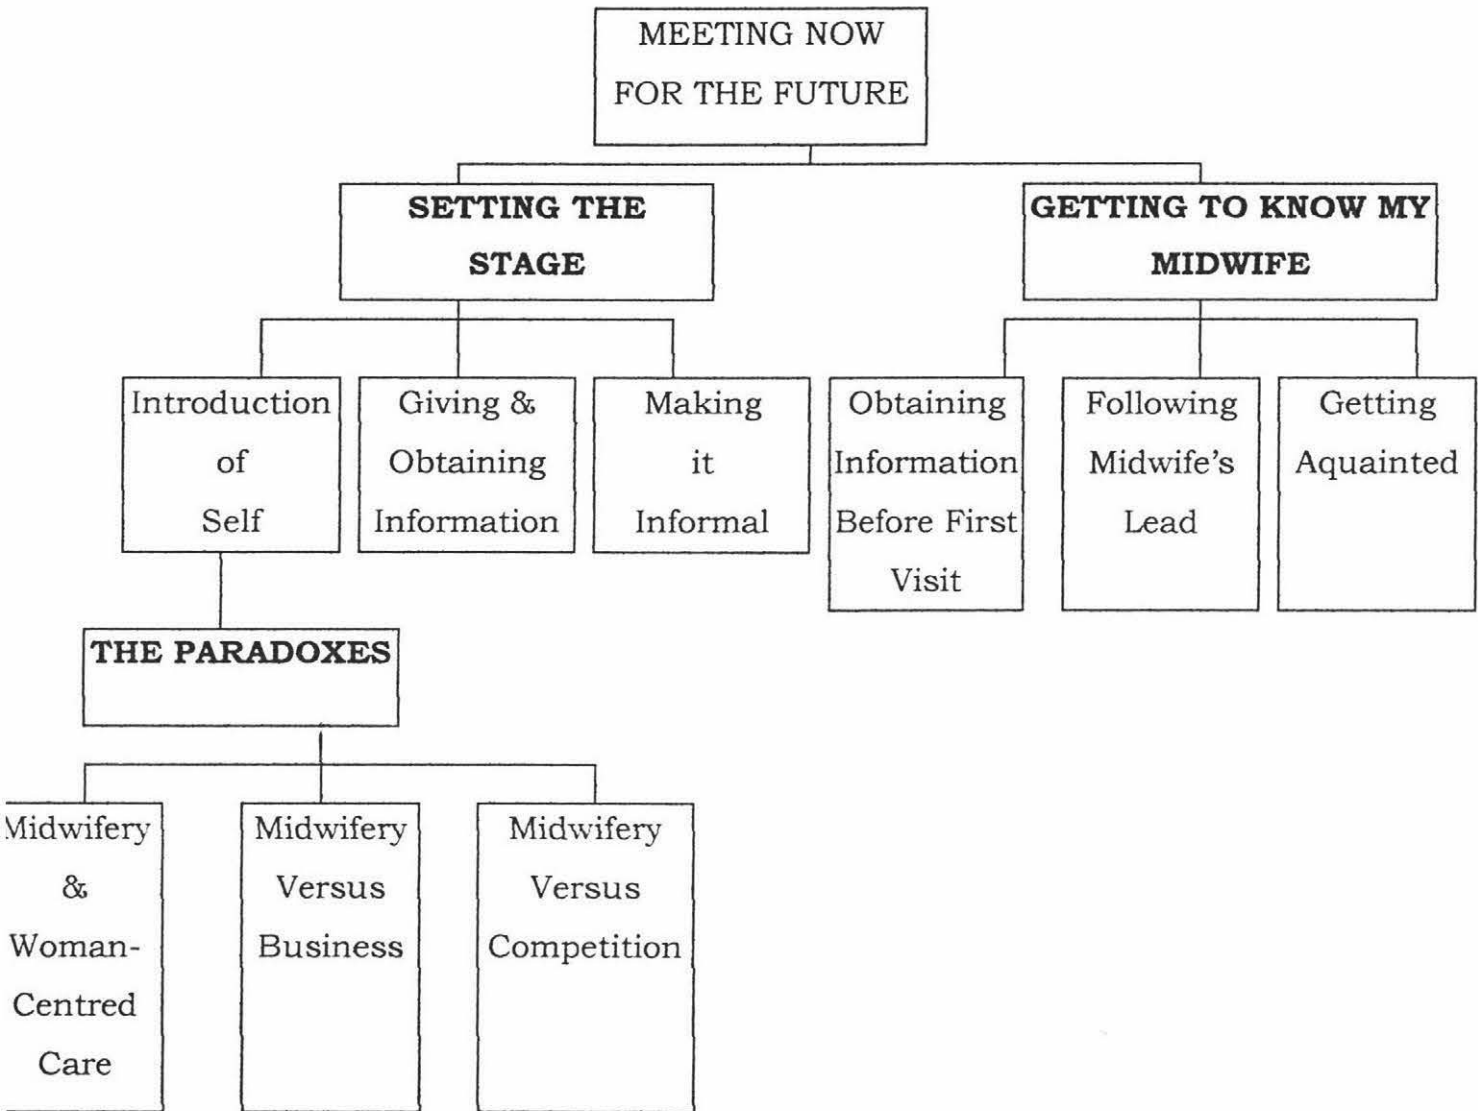 MEETING NOW
FOR THE FUTURE
SETTING THE
STAGE
GETTING TO KNOW MY
MIDWIFE
Introduction
of
Self
Giving &
Obtaining
Information
Making
it
Informal
Obtaining
Information
Before First
Visit
Following
Midwife's
Lead
Getting
Aquainted
THE PARADOXES
Midwifery
&
Woman-
Centred
Care
Midwifery
Versus
Business
Midwifery
Versus
Competition